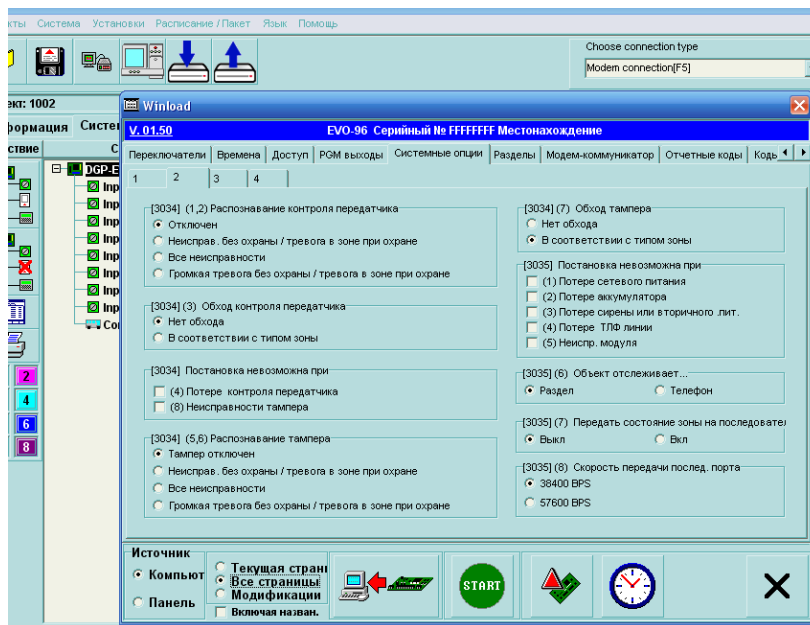 кты Система Установки Расписание / Пакет Язык Помощь
Choose connection type
Modem connection[F5]
ект: 1002
Winload
V. 01.50 EVO-96 Серийный № FFFFFFFF Местонахождение
формация Систем
Переключатели Времена Доступ PGM выходы Системные опции Разделы Модем-коммуникатор Отчетные коды Коды
ствие С
1 2 3 4
DGP-E
Inp
Inp
Inp
Inp
Inp
Inp
Inp
Inp
Cor
[3034] (1,2) Распознавание контроля передатчика
Отключен
Неисправ. без охраны / тревога в зоне при охране
Все неисправности
Громкая тревога без охраны / тревога в зоне при охране
[3034] (3) Обход контроля передатчика
Нет обхода
В соответствии с типом зоны
[3034] Постановка невозможна при
(4) Потере контроля передатчика
(8) Неисправности тампера
[3034] (5,6) Распознавание тампера
Тампер отключен
Неисправ. без охраны / тревога в зоне при охране
Все неисправности
Громкая тревога без охраны / тревога в зоне при охране
[3034] (7) Обход тампера
Нет обхода
В соответствии с типом зоны
[3035] Постановка невозможна при
(1) Потере сетевого питания
(2) Потере аккумулятора
(3) Потере сирены или вторичного .пит.
(4) Потере ТЛФ линии
(5) Неиспр. модуля
[3035] (6) Объект отслеживает...
Раздел Телефон
[3035] (7) Передать состояние зоны на последовател
Выкл Вкл
[3035] (8) Скорость передачи послед. порта
38400 BPS
57600 BPS
2
4
6
8
Источник
Компьют
Панель
Текущая страни
Все страницы
Модификации
Включая назван.
START